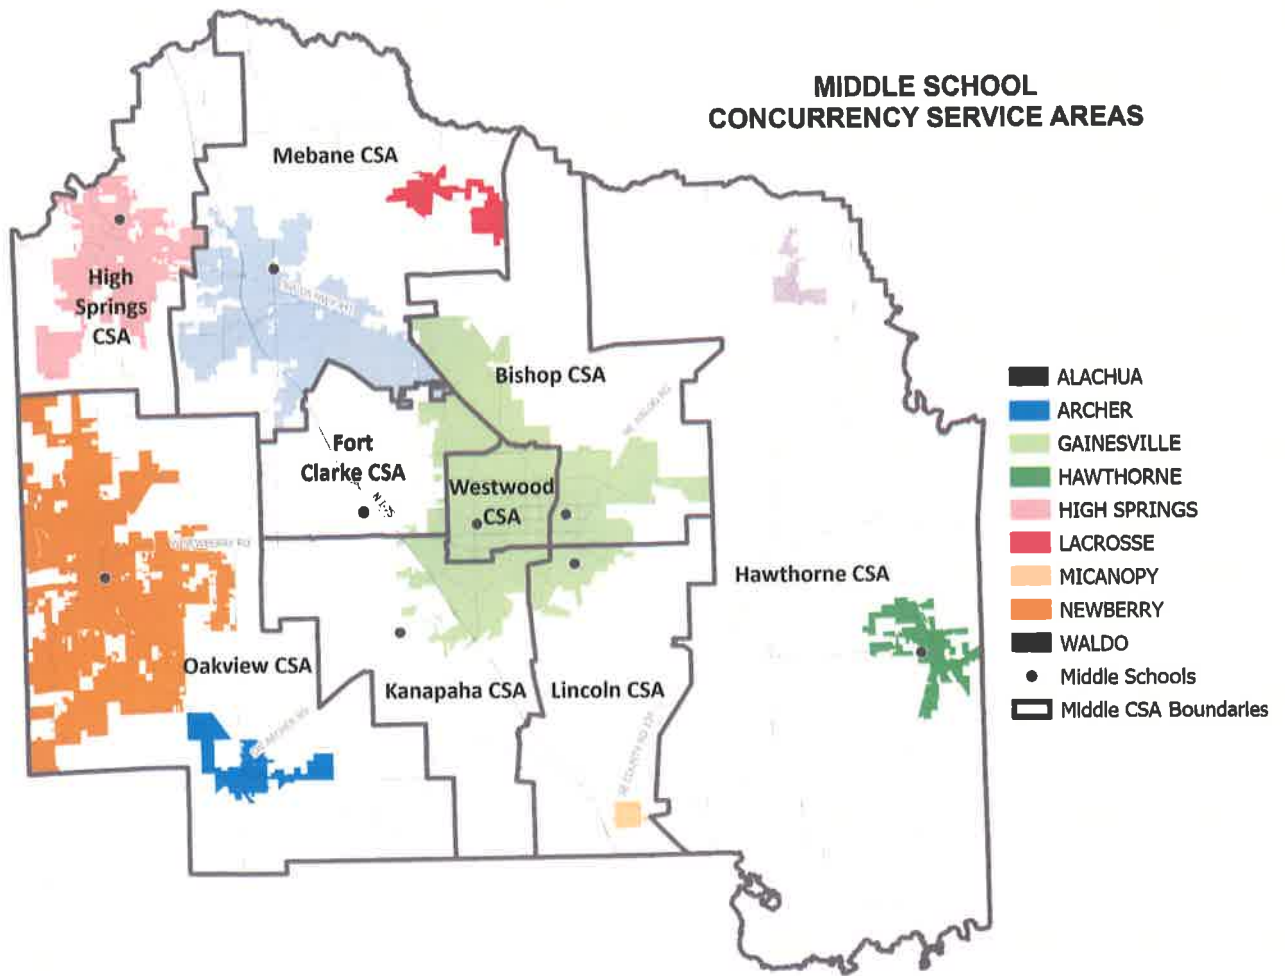 MIDDLE SCHOOL
CONCURRENCY SERVICE AREAS
Mebane CSA
High
Springs
CSA
Bishop CSA
Fort
Clarke CSA
Westwood
CSA
Hawthorne CSA
Oakview CSA
Kanapaha CSA
Lincoln CSA
ALACHUA
ARCHER
GAINESVILLE
HAWTHORNE
HIGH SPRINGS
LACROSSE
MICANOPY
NEWBERRY
WALDO
Middle Schools
Middle CSA Boundaries